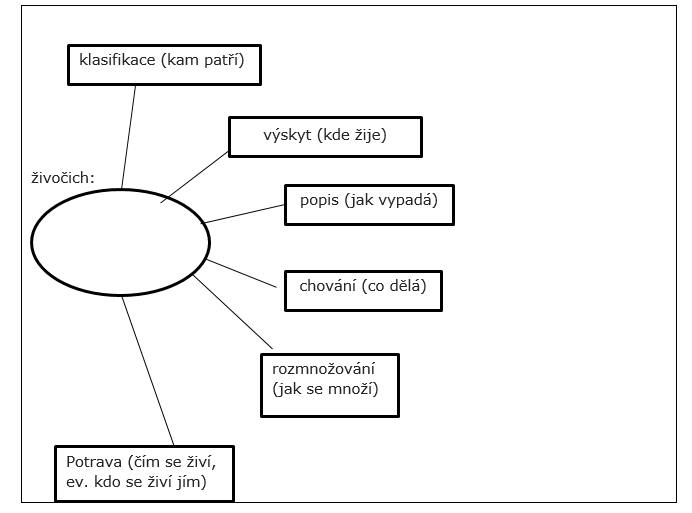 klasifikace (kam patří)
výskyt (kde žije)
živočich:
popis (jak vypadá)
chování (co dělá)
rozmnožování
(jak se množí)
Potrava (čím se živí,
ev. kdo se živí jím)